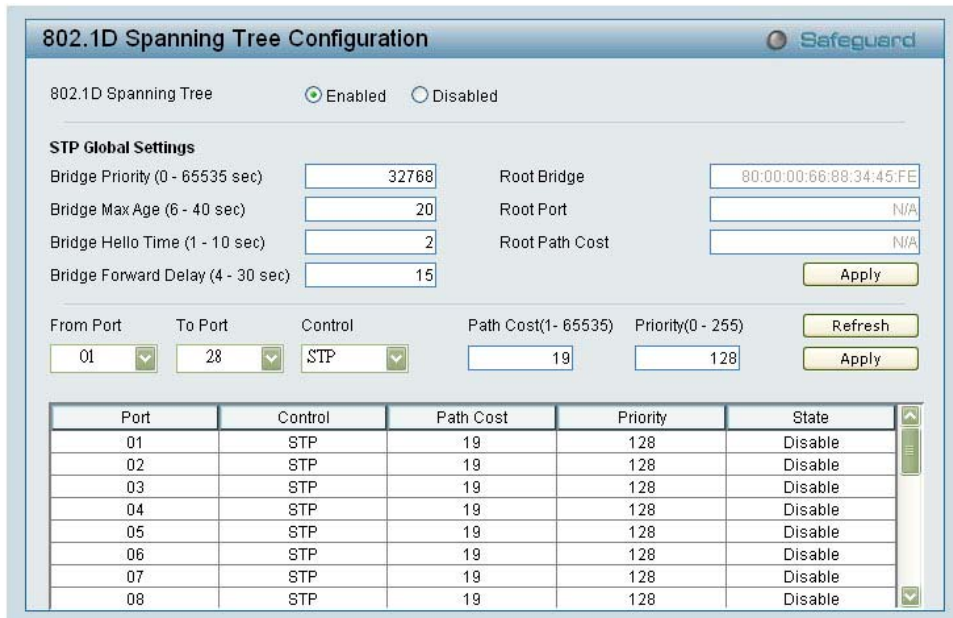 802.1D Spanning Tree Configuration Safeguard
802.1D Spanning Tree Enabled Disabled
STP Global Settings
Bridge Priority (0 - 65535 sec) 32768 Root Bridge 80:00:00:66:88:34:45:FE
Bridge Max Age (6 - 40 sec) 20 Root Port N/A
Bridge Hello Time (1 - 10 sec) 2 Root Path Cost N/A
Bridge Forward Delay (4 - 30 sec) 15 Apply
From Port To Port Control Path Cost(1- 65535) Priority(0 - 255) Refresh
01 28 STP 19 128 Apply
Port Control Path Cost Priority State
01 STP 19 128 Disable
02 STP 19 128 Disable
03 STP 19 128 Disable
04 STP 19 128 Disable
05 STP 19 128 Disable
06 STP 19 128 Disable
07 STP 19 128 Disable
08 STP 19 128 Disable